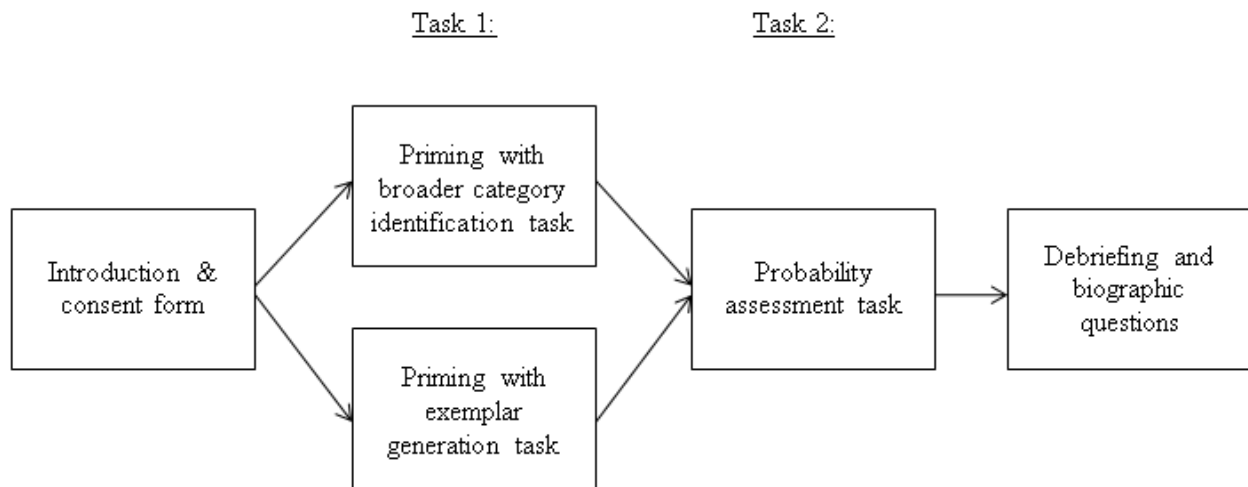 Task 1:
Task 2:
Introduction &
consent form
Priming with
broader category
identification task
Priming with
exemplar
generation task
Probability
assessment task
Debriefing and
biographic
questions